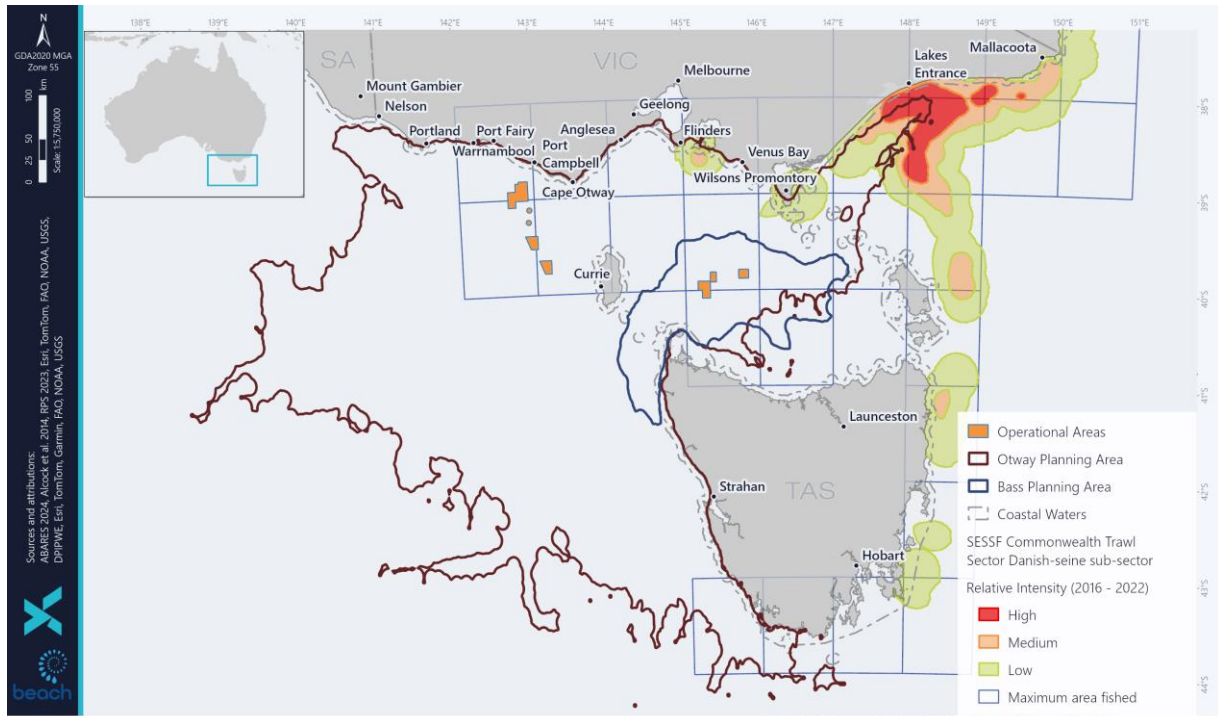 138°E
139°E
140°E
141°E
142°E
143°E
144°E
145°E
146°E
147°E
148°E
149°E
150°E
151°E
N
GDA2020 MGA
Zone 55
km
100
50
25
0
Scale: 1:5,750,000
Sources and attributions:
ABARES 2024, Alcock et al. 2014, RPS 2023, Esri, TomTom, FAO, NOAA, USGS,
DPIPWE, Esri, TomTom, Garmin, FAO, NOAA, USGS
beach
SA
VIC
TAS
Mount Gambier
Nelson
Portland
Port Fairy
Warrnambool
Port
Campbell
Cape Otway
Anglesea
Geelong
Melbourne
Flinders
Venus Bay
Wilsons Promontory
Lakes
Entrance
Mallacoota
Currie
Launceston
Strahan
Hobart
38°S
39°S
40°S
41°S
42°S
43°S
44°S
Operational Areas
Otway Planning Area
Bass Planning Area
Coastal Waters
SESSF Commonwealth Trawl
Sector Danish-seine sub-sector
Relative Intensity (2016 - 2022)
High
Medium
Low
Maximum area fished